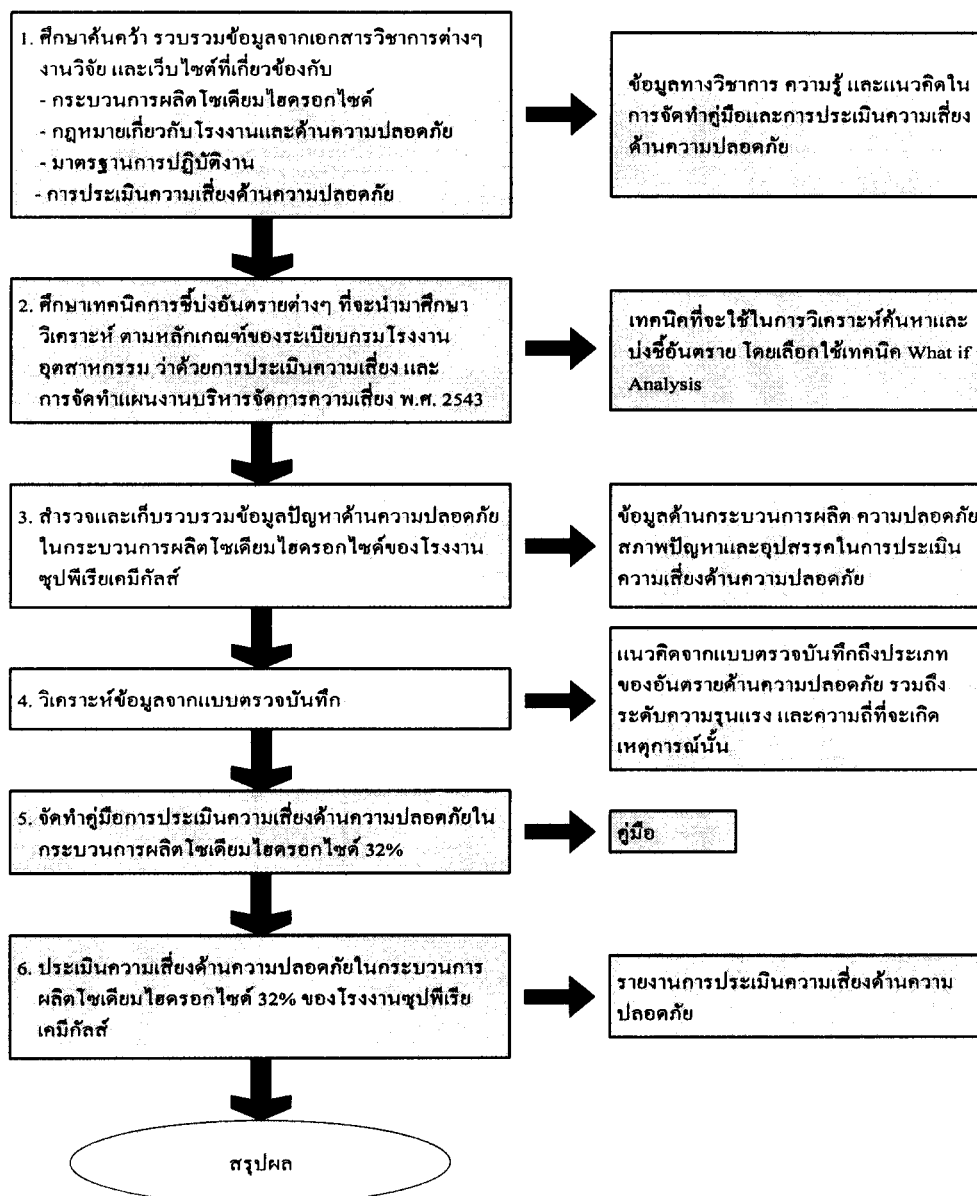 1. ศึกษาค้นคว้า รวบรวมข้อมูลจากเอกสารวิชาการต่างๆ
งานวิจัย และเว็บไซต์ที่เกี่ยวข้องกับ
- กระบวนการผลิตโซเดียมไฮดรอกไซด์
- กฎหมายเกี่ยวกับโรงงานและด้านความปลอดภัย
- มาตรฐานการปฏิบัติงาน
- การประเมินความเสี่ยงด้านความปลอดภัย
ข้อมูลทางวิชาการ ความรู้ และแนวคิดใน
การจัดทำคู่มือและการประเมินความเสี่ยง
ด้านความปลอดภัย
2. ศึกษาเทคนิคการชี้บ่งอันตรายต่างๆ ที่จะนำมาศึกษา
วิเคราะห์ ตามหลักเกณฑ์ของระเบียบกรมโรงงาน
อุตสาหกรรม ว่าด้วยการประเมินความเสี่ยง และ
การจัดทำแผนงานบริหารจัดการความเสี่ยง พ.ศ. 2543
เทคนิคที่จะใช้ในการวิเคราะห์ค้นหาและ
บ่งชี้อันตราย โดยเลือกใช้เทคนิค What if
Analysis
3. สำรวจและเก็บรวบรวมข้อมูลปัญหาด้านความปลอดภัย
ในกระบวนการผลิตโซเดียมไฮดรอกไซด์ของโรงงาน
ซุปพีเรียเคมีกัลส์
ข้อมูลด้านกระบวนการผลิต ความปลอดภัย
สภาพปัญหาและอุปสรรคในการประเมิน
ความเสี่ยงด้านความปลอดภัย
4. วิเคราะห์ข้อมูลจากแบบตรวจบันทึก
แนวคิดจากแบบตรวจบันทึกถึงประเภท
ของอันตรายด้านความปลอดภัย รวมถึง
ระดับความรุนแรง และความถี่ที่จะเกิด
เหตุการณ์นั้น
5. จัดทำคู่มือการประเมินความเสี่ยงด้านความปลอดภัยใน
กระบวนการผลิตโซเดียมไฮดรอกไซด์ 32%
คู่มือ
6. ประเมินความเสี่ยงด้านความปลอดภัยในกระบวนการ
ผลิตโซเดียมไฮดรอกไซด์ 32% ของโรงงานซุปพีเรีย
เคมีกัลส์
รายงานการประเมินความเสี่ยงด้านความ
ปลอดภัย
สรุปผล